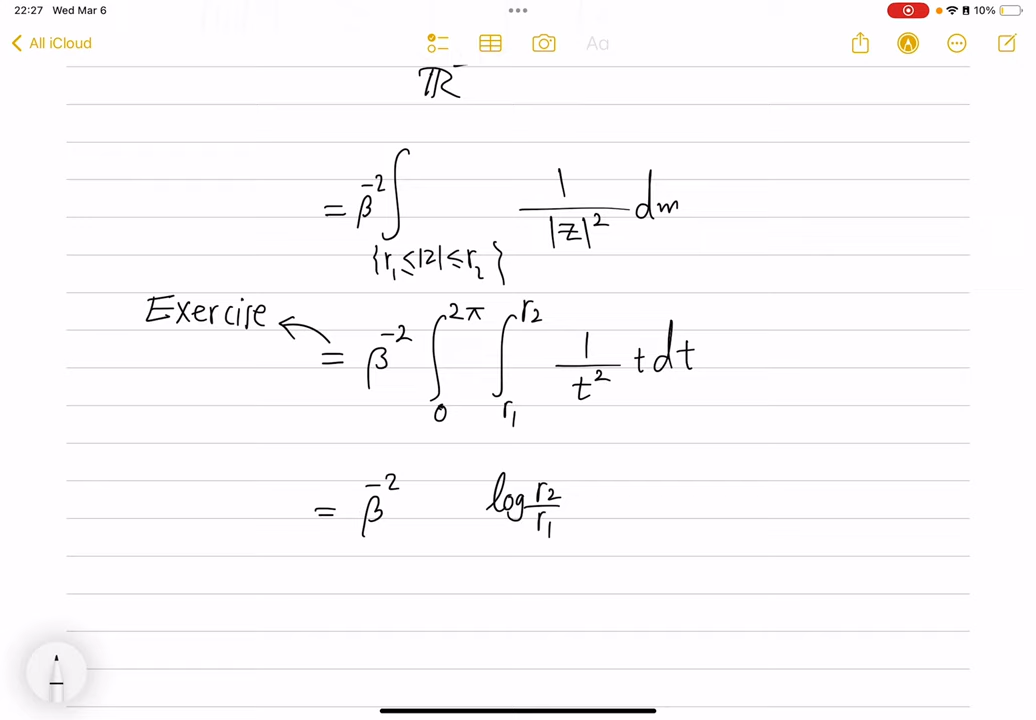 22:27 Wed Mar 6 10%
All iCloud Aa
ℝ
= β⁻² ∫_{{r₁ ≤ |z| ≤ r₂}} 1/|z|² dm
Exercise
= β⁻² ∫₀^{2π} ∫_{r₁}^{r₂} 1/t² t dt
= β⁻² log r₂/r₁